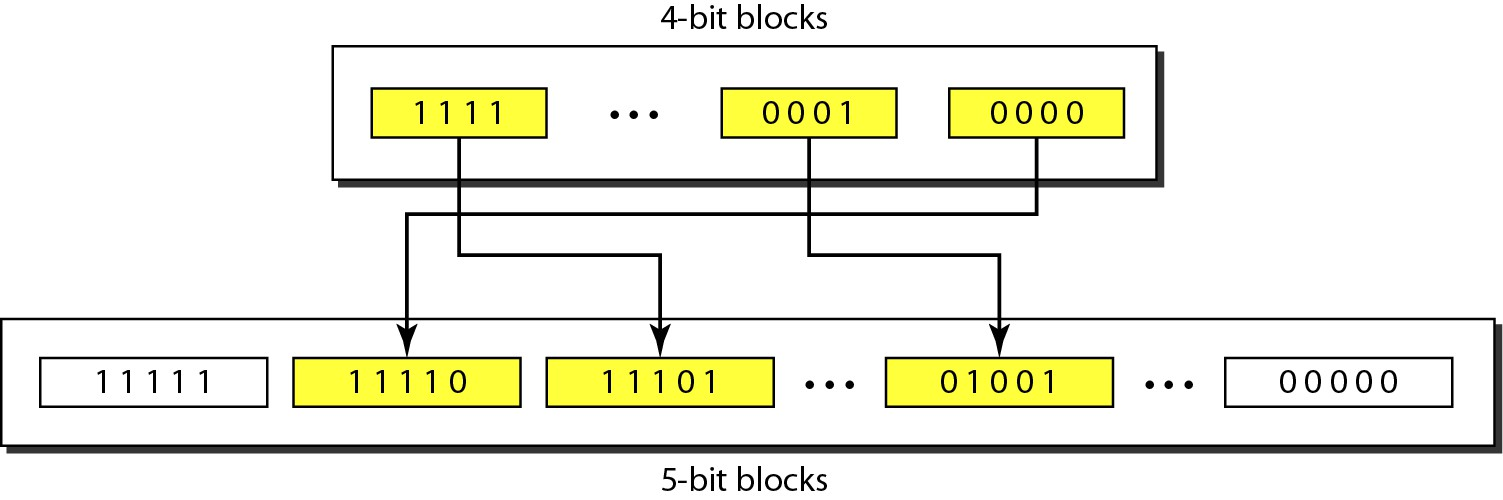 4-bit blocks
1111 ... 0001 0000
11111 11110 11101 ... 01001 ... 00000
5-bit blocks